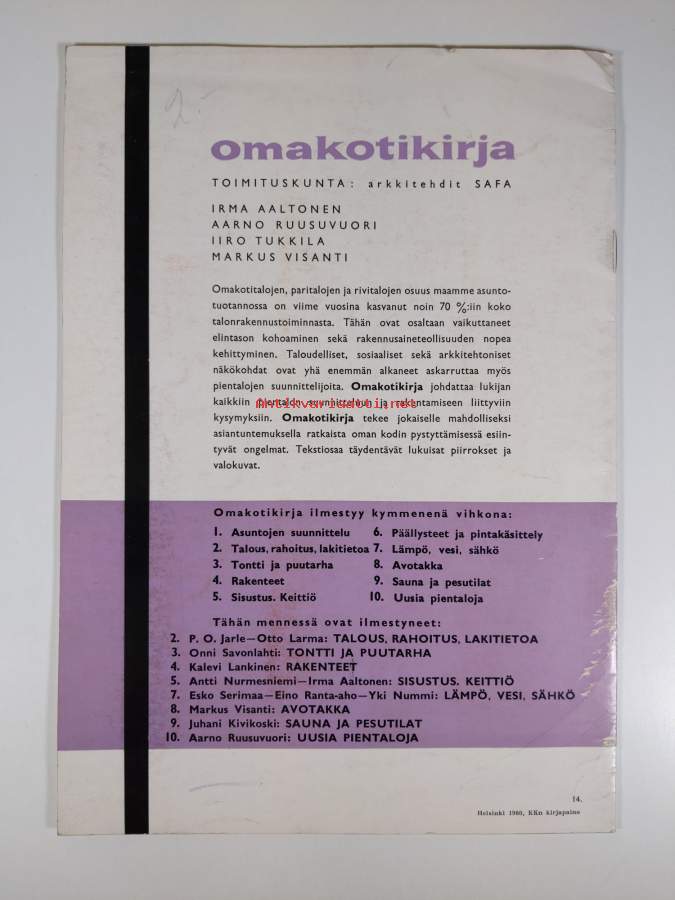 2.-
omakotikirja
TOIMITUSKUNTA: arkkitehdit SAFA
IRMA AALTONEN
AARNO RUUSUVUORI
IIRO TUKKILA
MARKUS VISANTI
Omakotitalojen, paritalojen ja rivitalojen osuus maamme asunto-
tuotannossa on viime vuosina kasvanut noin 70 %:iin koko
talonrakennustoiminnasta. Tähän ovat osaltaan vaikuttaneet
elintason kohoaminen sekä rakennusaineteollisuuden nopea
kehittyminen. Taloudelliset, sosiaaliset sekä arkkitehtoniset
näkökohdat ovat yhä enemmän alkaneet askarruttaa myös
pientalojen suunnittelijoita. Omakotikirja johdattaa lukijan
kaikkiin pientalon suunnitteluun ja rakentamiseen liittyviin
antikvariaatti.net
kysymyksiin. Omakotikirja tekee jokaiselle mahdolliseksi
asiantuntemuksella ratkaista oman kodin pystyttämisessä esiin-
tyvät ongelmat. Tekstiosaa täydentävät lukuisat piirrokset ja
valokuvat.
Omakotikirja ilmestyy kymmenenä vihkona:
1. Asuntojen suunnittelu
2. Talous, rahoitus, lakitietoa
3. Tontti ja puutarha
4. Rakenteet
5. Sisustus. Keittiö
6. Päällysteet ja pintakäsittely
7. Lämpö, vesi, sähkö
8. Avotakka
9. Sauna ja pesutilat
10. Uusia pientaloja
Tähän mennessä ovat ilmestyneet:
2. P. O. Jarle—Otto Larma: TALOUS, RAHOITUS, LAKITIETOA
3. Onni Savonlahti: TONTTI JA PUUTARHA
4. Kalevi Lankinen: RAKENTEET
5. Antti Nurmesniemi—Irma Aaltonen: SISUSTUS. KEITTIÖ
7. Esko Serimaa—Eino Ranta-aho—Yki Nummi: LÄMPÖ, VESI, SÄHKÖ
8. Markus Visanti: AVOTAKKA
9. Juhani Kivikoski: SAUNA JA PESUTILAT
10. Aarno Ruusuvuori: UUSIA PIENTALOJA
14.
Helsinki 1960, KKn kirjapaino